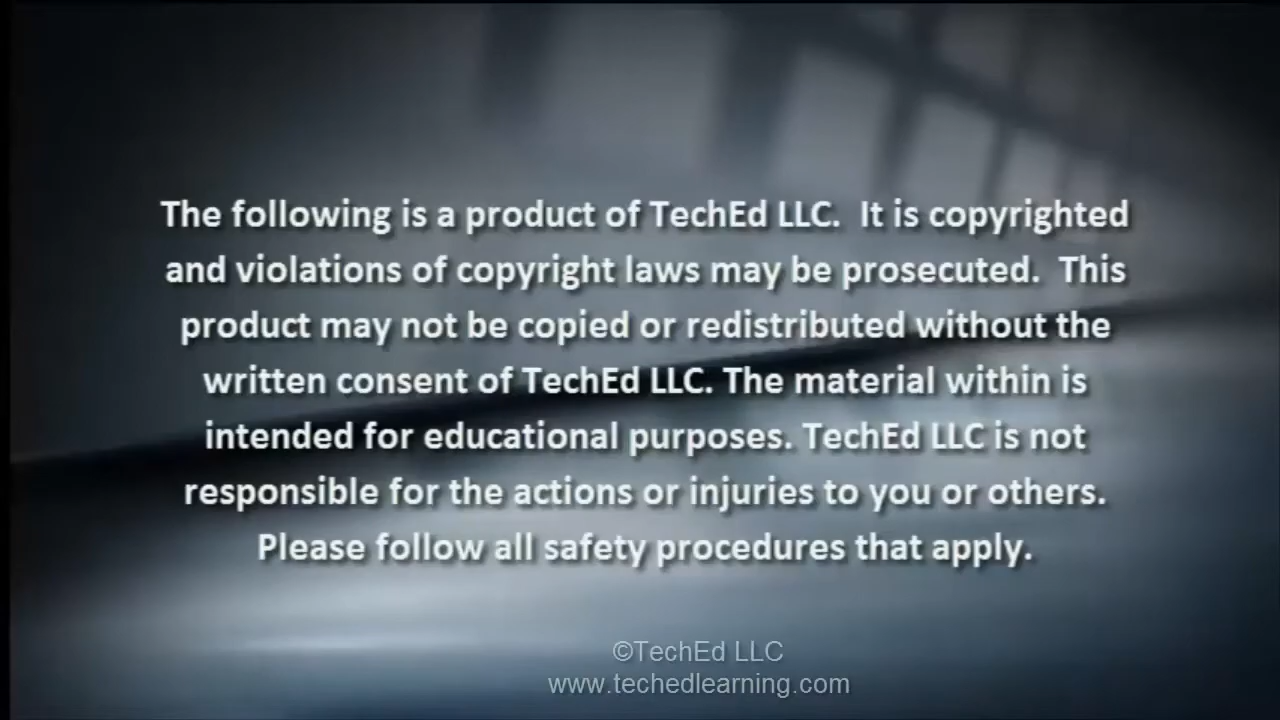 The following is a product of TechEd LLC.  It is copyrighted
and violations of copyright laws may be prosecuted.  This
product may not be copied or redistributed without the
written consent of TechEd LLC. The material within is
intended for educational purposes. TechEd LLC is not
responsible for the actions or injuries to you or others.
Please follow all safety procedures that apply.
©TechEd LLC
www.techedlearning.com